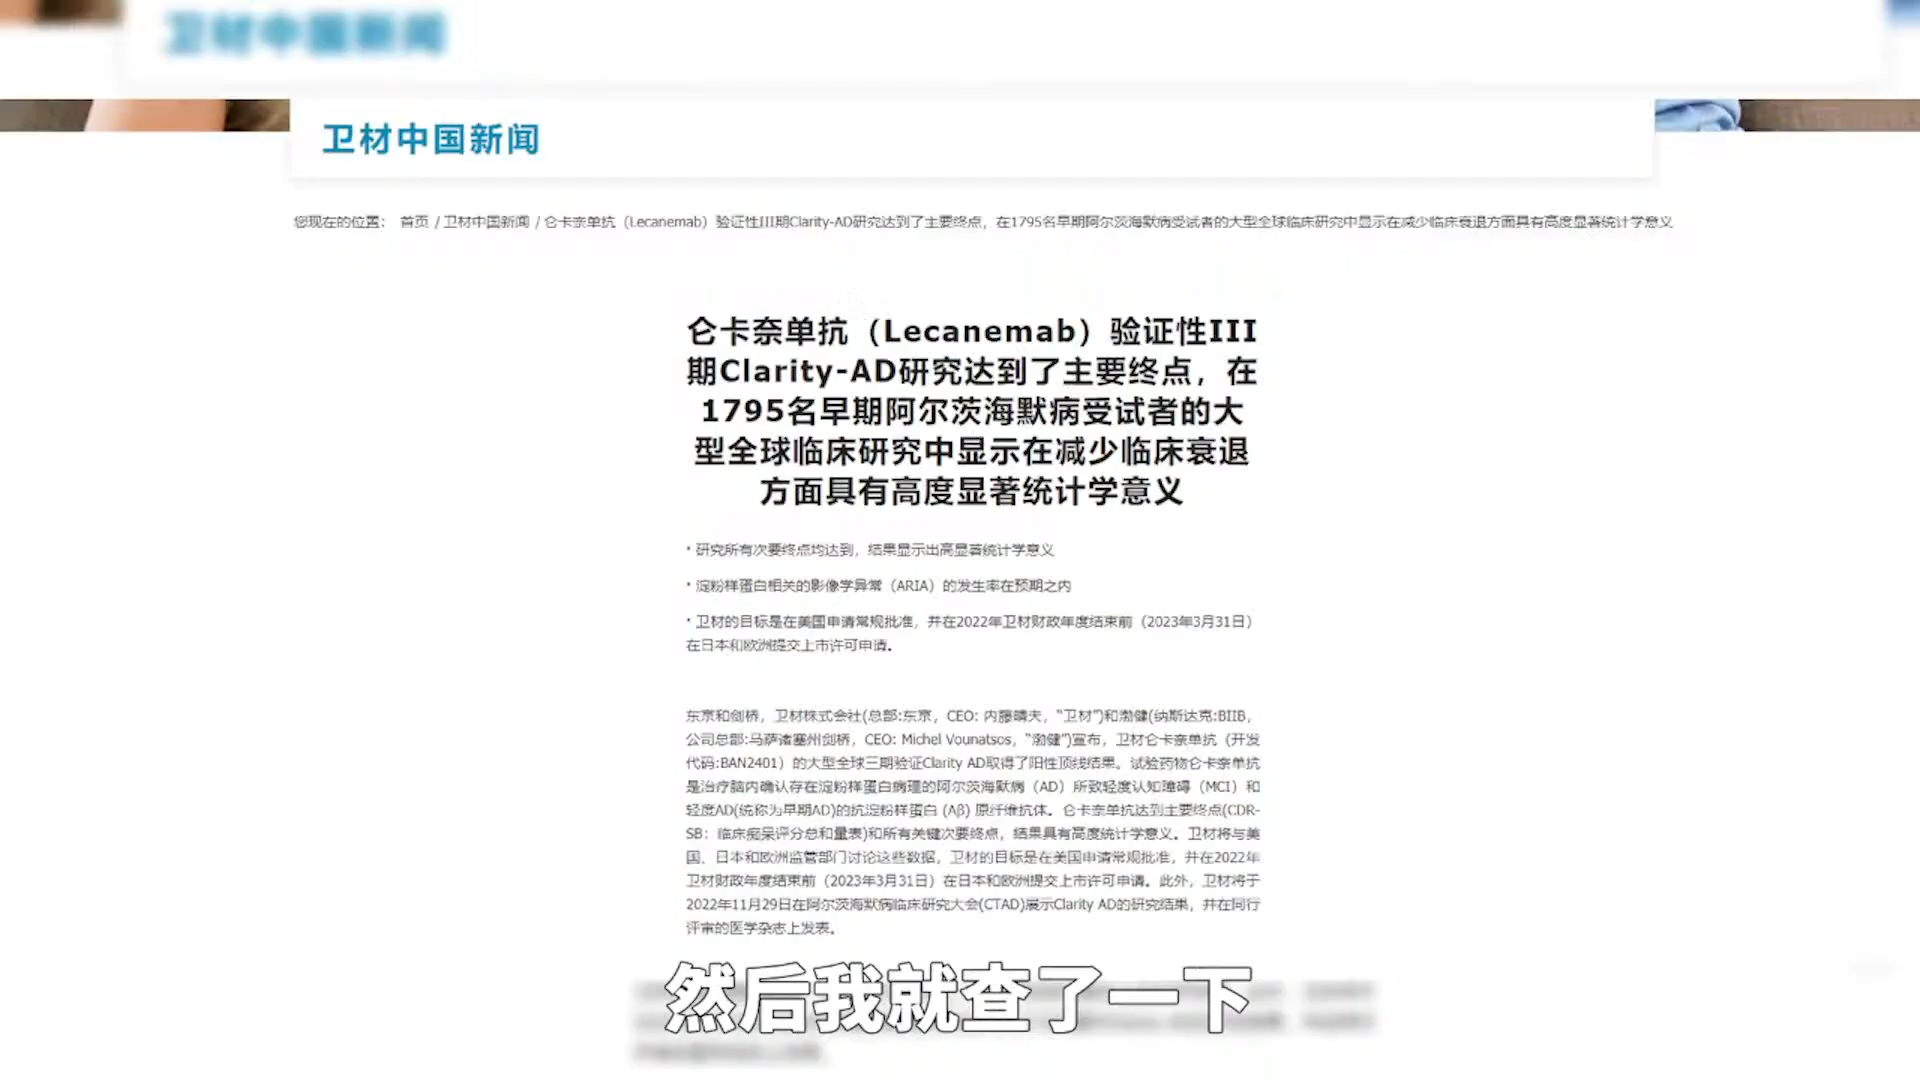 卫材中国新闻
卫材中国新闻
您现在的位置： 首页 / 卫材中国新闻 / 仑卡奈单抗（Lecanemab）验证性III期Clarity-AD研究达到了主要终点，在1795名早期阿尔茨海默病受试者的大型全球临床研究中显示在减少临床衰退方面具有高度显著统计学意义
仑卡奈单抗（Lecanemab）验证性III
期Clarity-AD研究达到了主要终点，在
1795名早期阿尔茨海默病受试者的大
型全球临床研究中显示在减少临床衰退
方面具有高度显著统计学意义
· 研究所有次要终点均达到，结果显示出高显著统计学意义
· 淀粉样蛋白相关的影像学异常（ARIA）的发生率在预期之内
· 卫材的目标是在美国申请常规批准，并在2022年卫材财政年度结束前（2023年3月31日）
在日本和欧洲提交上市许可申请。
东京和剑桥，卫材株式会社(总部:东京，CEO: 内藤晴夫，“卫材”)和渤健(纳斯达克:BIIB，
公司总部:马萨诸塞州剑桥，CEO: Michel Vounatsos，“渤健”)宣布，卫材仑卡奈单抗（开发
代码:BAN2401）的大型全球三期验证Clarity AD取得了阳性顶线结果。试验药物仑卡奈单抗
是治疗脑内确认存在淀粉样蛋白病理的阿尔茨海默病（AD）所致轻度认知障碍（MCI）和
轻度AD(统称为早期AD)的抗淀粉样蛋白 (Aβ) 原纤维抗体。仑卡奈单抗达到主要终点(CDR-
SB：临床痴呆评分总和量表)和所有关键次要终点，结果具有高度统计学意义。卫材将与美
国、日本和欧洲监管部门讨论这些数据，卫材的目标是在美国申请常规批准，并在2022年
卫材财政年度结束前（2023年3月31日）在日本和欧洲提交上市许可申请。此外，卫材将于
2022年11月29日在阿尔茨海默病临床研究大会(CTAD)展示Clarity AD的研究结果，并在同行
评审的医学杂志上发表。
然后我就查了一下